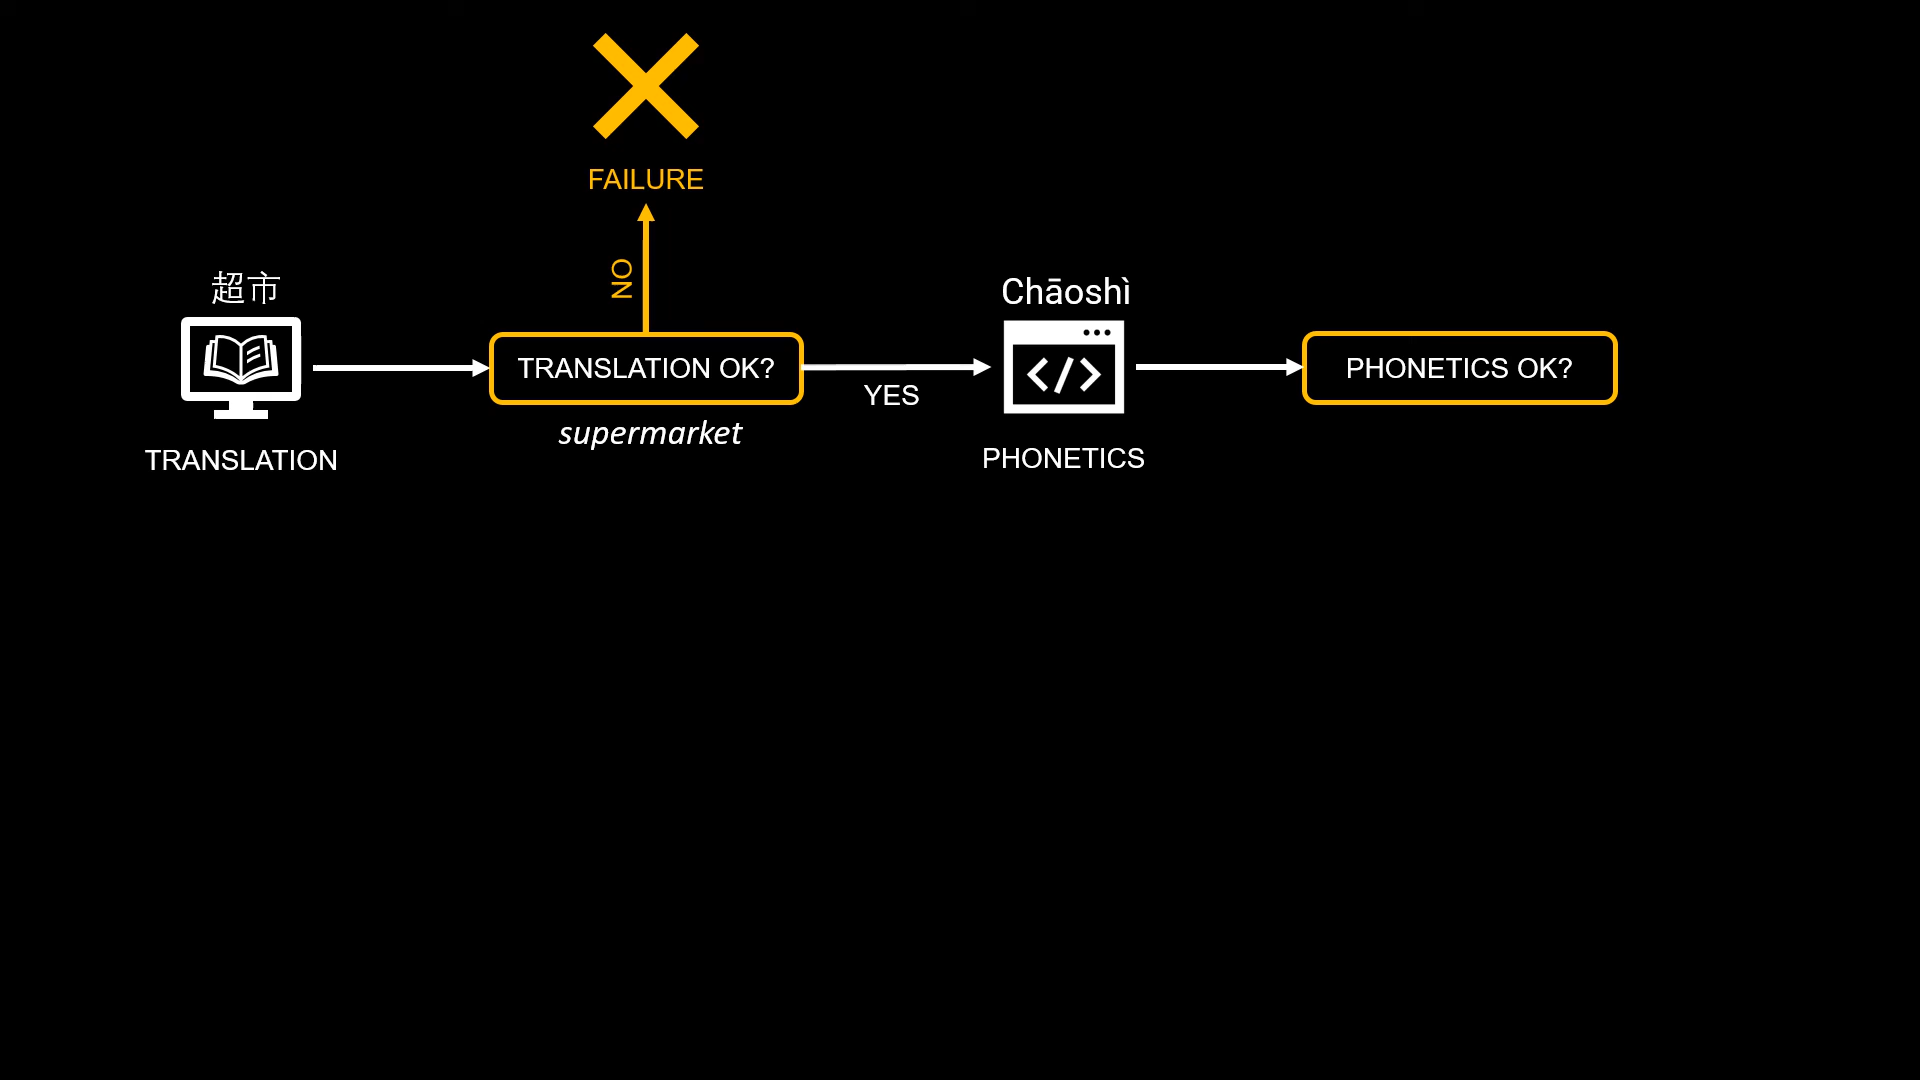 FAILURE
NO
超市
Chāoshì
TRANSLATION OK?
YES
PHONETICS OK?
supermarket
TRANSLATION
PHONETICS